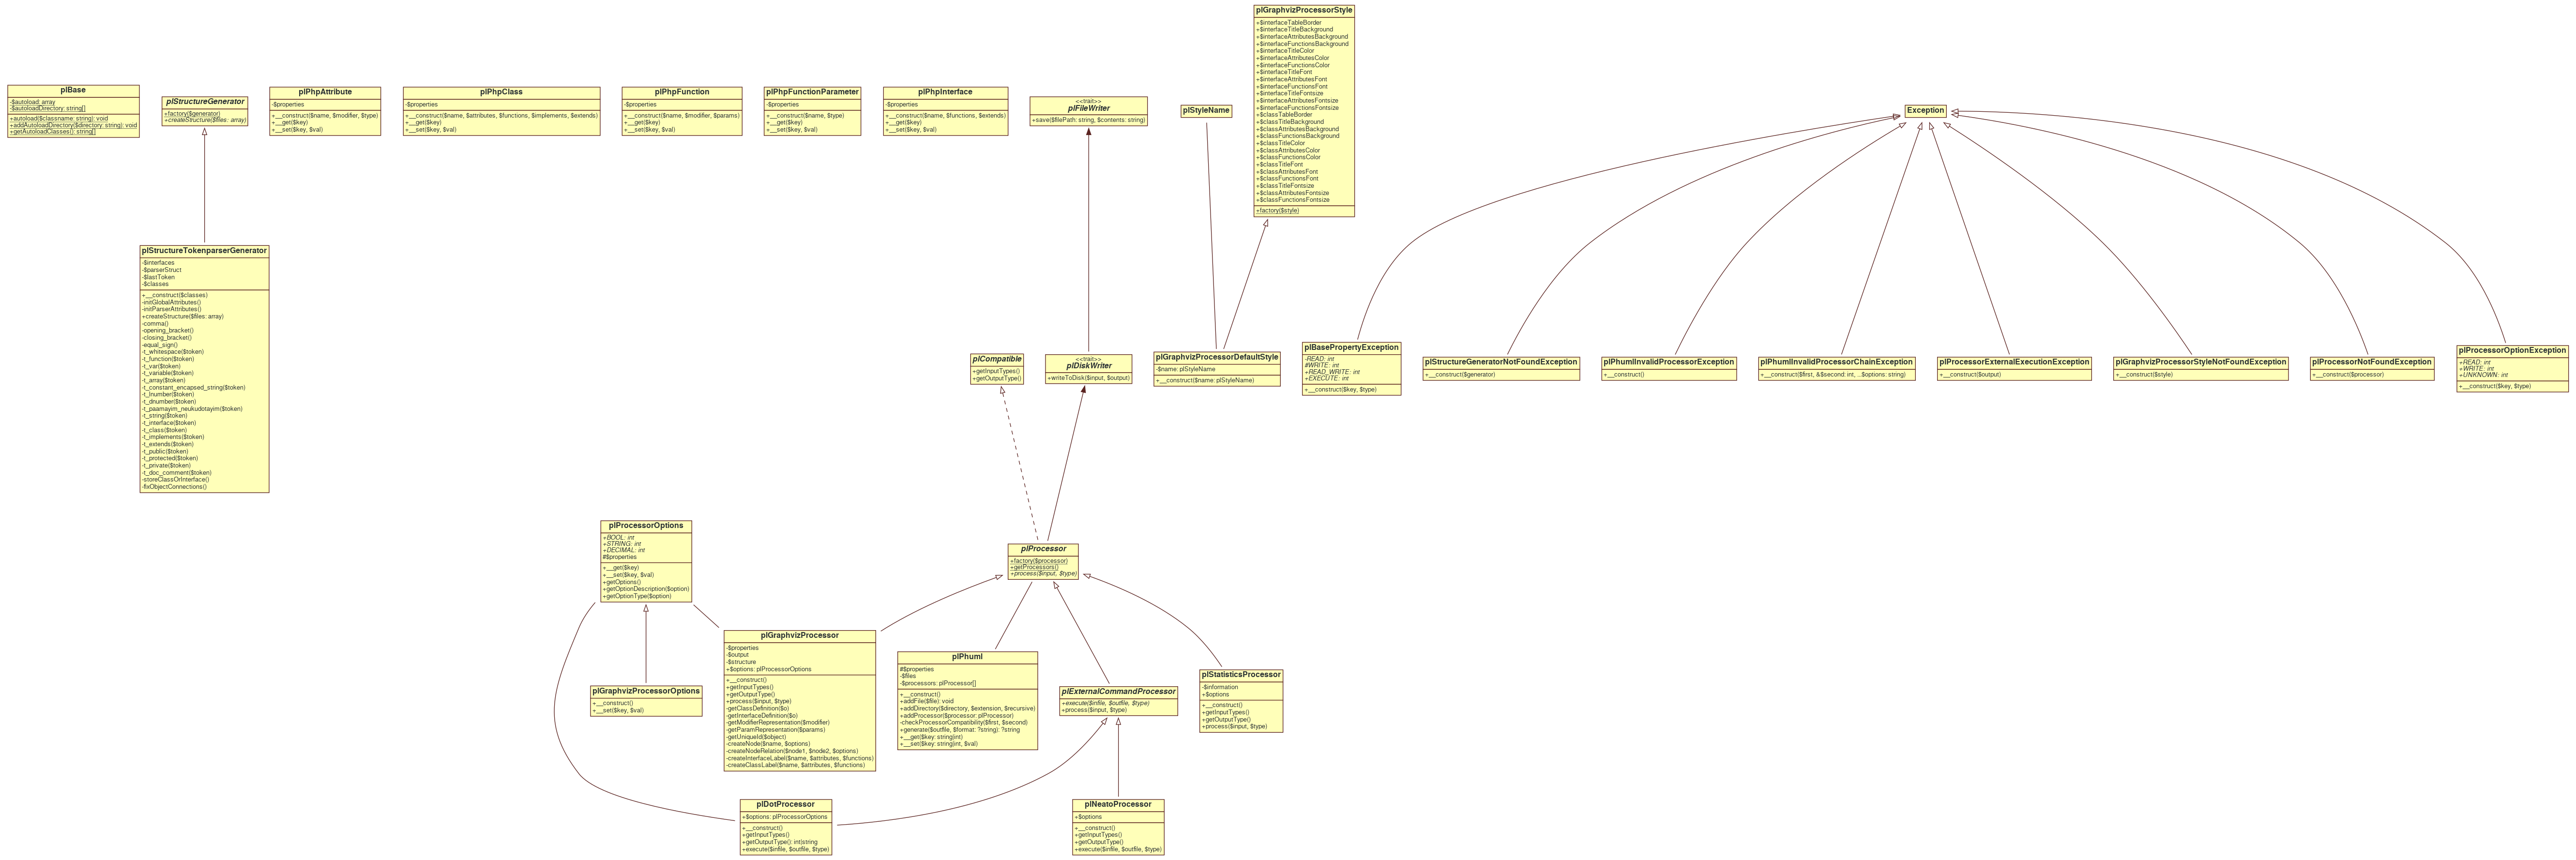 plBase
-$autoload: array
-$autoloadDirectory: string[]
+autoload($classname: string): void
+addAutoloadDirectory($directory: string): void
+getAutoloadClasses(): string[]
plStructureGenerator
+factory($generator)
+createStructure($files: array)
plPhpAttribute
-$properties
+__construct($name, $modifier, $type)
+__get($key)
+__set($key, $val)
plPhpClass
-$properties
+__construct($name, $attributes, $functions, $implements, $extends)
+__get($key)
+__set($key, $val)
plPhpFunction
-$properties
+__construct($name, $modifier, $params)
+__get($key)
+__set($key, $val)
plPhpFunctionParameter
-$properties
+__construct($name, $type)
+__get($key)
+__set($key, $val)
plPhpInterface
-$properties
+__construct($name, $functions, $extends)
+__get($key)
+__set($key, $val)
<<trait>>
plFileWriter
+save($filePath: string, $contents: string)
plStyleName
plGraphvizProcessorStyle
+$interfaceTableBorder
+$interfaceTitleBackground
+$interfaceAttributesBackground
+$interfaceFunctionsBackground
+$interfaceTitleColor
+$interfaceAttributesColor
+$interfaceFunctionsColor
+$interfaceTitleFont
+$interfaceAttributesFont
+$interfaceFunctionsFont
+$interfaceTitleFontsize
+$interfaceAttributesFontsize
+$interfaceFunctionsFontsize
+$classTableBorder
+$classTitleBackground
+$classAttributesBackground
+$classFunctionsBackground
+$classTitleColor
+$classAttributesColor
+$classFunctionsColor
+$classTitleFont
+$classAttributesFont
+$classFunctionsFont
+$classTitleFontsize
+$classAttributesFontsize
+$classFunctionsFontsize
+factory($style)
Exception
plStructureTokenparserGenerator
-$interfaces
-$parserStruct
-$lastToken
-$classes
+__construct($classes)
-initGlobalAttributes()
-initParserAttributes()
+createStructure($files: array)
-comma()
-opening_bracket()
-closing_bracket()
-equal_sign()
-t_whitespace($token)
-t_function($token)
-t_var($token)
-t_variable($token)
-t_array($token)
-t_constant_encapsed_string($token)
-t_lnumber($token)
-t_dnumber($token)
-t_paamayim_neukudotayim($token)
-t_string($token)
-t_interface($token)
-t_class($token)
-t_implements($token)
-t_extends($token)
-t_public($token)
-t_protected($token)
-t_private($token)
-t_doc_comment($token)
-storeClassOrInterface()
-fixObjectConnections()
plCompatible
+getInputTypes()
+getOutputType()
<<trait>>
plDiskWriter
+writeToDisk($input, $output)
plGraphvizProcessorDefaultStyle
-$name: plStyleName
+__construct($name: plStyleName)
plBasePropertyException
-READ: int
#WRITE: int
+READ_WRITE: int
+EXECUTE: int
+__construct($key, $type)
plStructureGeneratorNotFoundException
+__construct($generator)
plPhumlInvalidProcessorException
+__construct()
plPhumlInvalidProcessorChainException
+__construct($first, &$second: int, ...$options: string)
plProcessorExternalExecutionException
+__construct($output)
plGraphvizProcessorStyleNotFoundException
+__construct($style)
plProcessorNotFoundException
+__construct($processor)
plProcessorOptionException
+READ: int
+WRITE: int
+UNKNOWN: int
+__construct($key, $type)
plProcessorOptions
+BOOL: int
+STRING: int
+DECIMAL: int
#$properties
+__get($key)
+__set($key, $val)
+getOptions()
+getOptionDescription($option)
+getOptionType($option)
plProcessor
+factory($processor)
+getProcessors()
+process($input, $type)
plGraphvizProcessorOptions
+__construct()
+__set($key, $val)
plGraphvizProcessor
-$properties
-$output
-$structure
+$options: plProcessorOptions
+__construct()
+getInputTypes()
+getOutputType()
+process($input, $type)
-getClassDefinition($o)
-getInterfaceDefinition($o)
-getModifierRepresentation($modifier)
-getParamRepresentation($params)
-getUniqueId($object)
-createNode($name, $options)
-createNodeRelation($node1, $node2, $options)
-createInterfaceLabel($name, $attributes, $functions)
-createClassLabel($name, $attributes, $functions)
plPhuml
#$properties
-$files
-$processors: plProcessor[]
+__construct()
+addFile($file): void
+addDirectory($directory, $extension, $recursive)
+addProcessor($processor: plProcessor)
-checkProcessorCompatibility($first, $second)
+generate($outfile, $format: ?string): ?string
+__get($key: string|int)
+__set($key: string|int, $val)
plExternalCommandProcessor
+execute($infile, $outfile, $type)
+process($input, $type)
plStatisticsProcessor
-$information
+$options
+__construct()
+getInputTypes()
+getOutputType()
+process($input, $type)
plDotProcessor
+$options: plProcessorOptions
+__construct()
+getInputTypes()
+getOutputType(): int|string
+execute($infile, $outfile, $type)
plNeatoProcessor
+$options
+__construct()
+getInputTypes()
+getOutputType()
+execute($infile, $outfile, $type)